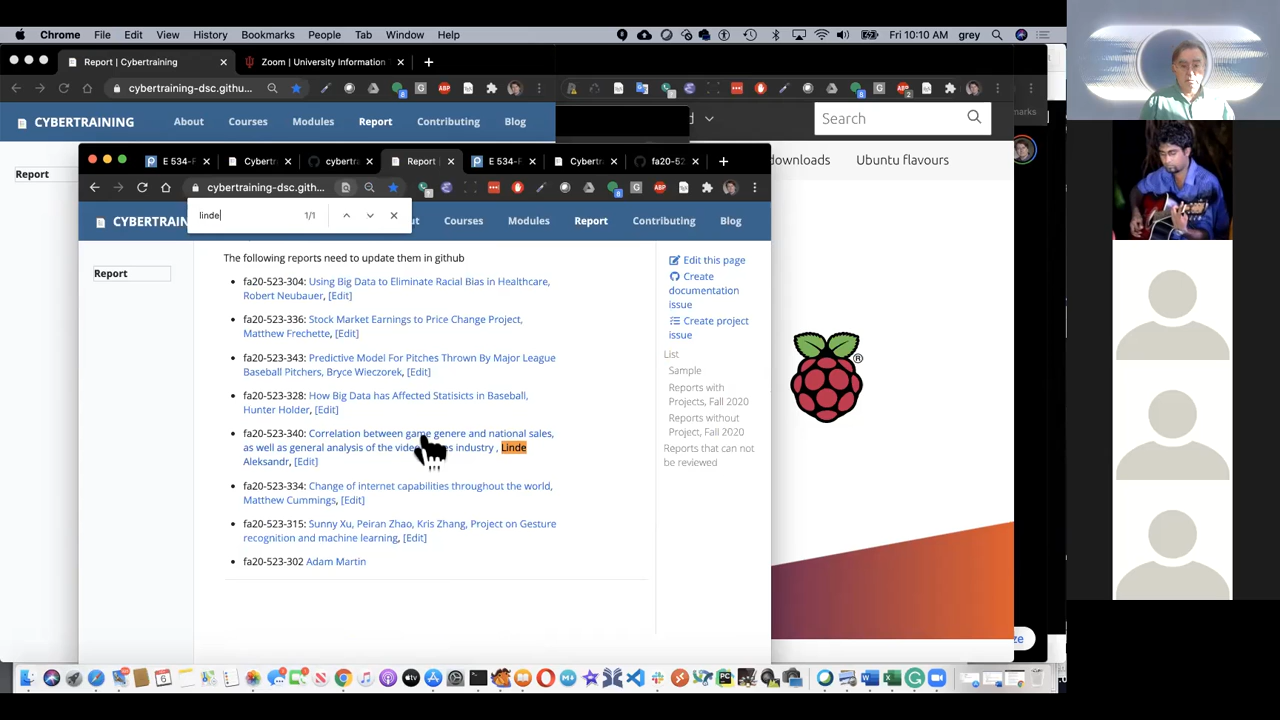 Chrome File Edit View History Bookmarks People Tab Window Help
Fri 10:10 AM grey
Report | Cybertraining
Zoom | University Information
cybertraining-dsc.githu...
CYBERTRAINING
About Courses Modules Report Contributing Blog
Search
downloads
Ubuntu flavours
Report
E 534-F
Cybert
cybertra
Report |
E 534-F
Cybert
fa20-52
cybertraining-dsc.gith...
linde
1/1
CYBERTRAIN
ut Courses Modules Report Contributing Blog
Report
The following reports need to update them in github
fa20-523-304: Using Big Data to Eliminate Racial Bias in Healthcare,
Robert Neubauer, [Edit]
fa20-523-336: Stock Market Earnings to Price Change Project,
Matthew Frechette, [Edit]
fa20-523-343: Predictive Model For Pitches Thrown By Major League
Baseball Pitchers, Bryce Wieczorek, [Edit]
fa20-523-328: How Big Data has Affected Statisicts in Baseball,
Hunter Holder, [Edit]
fa20-523-340: Correlation between game genere and national sales,
as well as general analysis of the industry , Linde
Aleksandr, [Edit]
fa20-523-334: Change of internet capabilities throughout the world,
Matthew Cummings, [Edit]
fa20-523-315: Sunny Xu, Peiran Zhao, Kris Zhang, Project on Gesture
recognition and machine learning, [Edit]
fa20-523-302 Adam Martin
Edit this page
Create
documentation
issue
Create project
issue
List
Sample
Reports with
Projects, Fall 2020
Reports without
Project, Fall 2020
Reports that can not
be reviewed